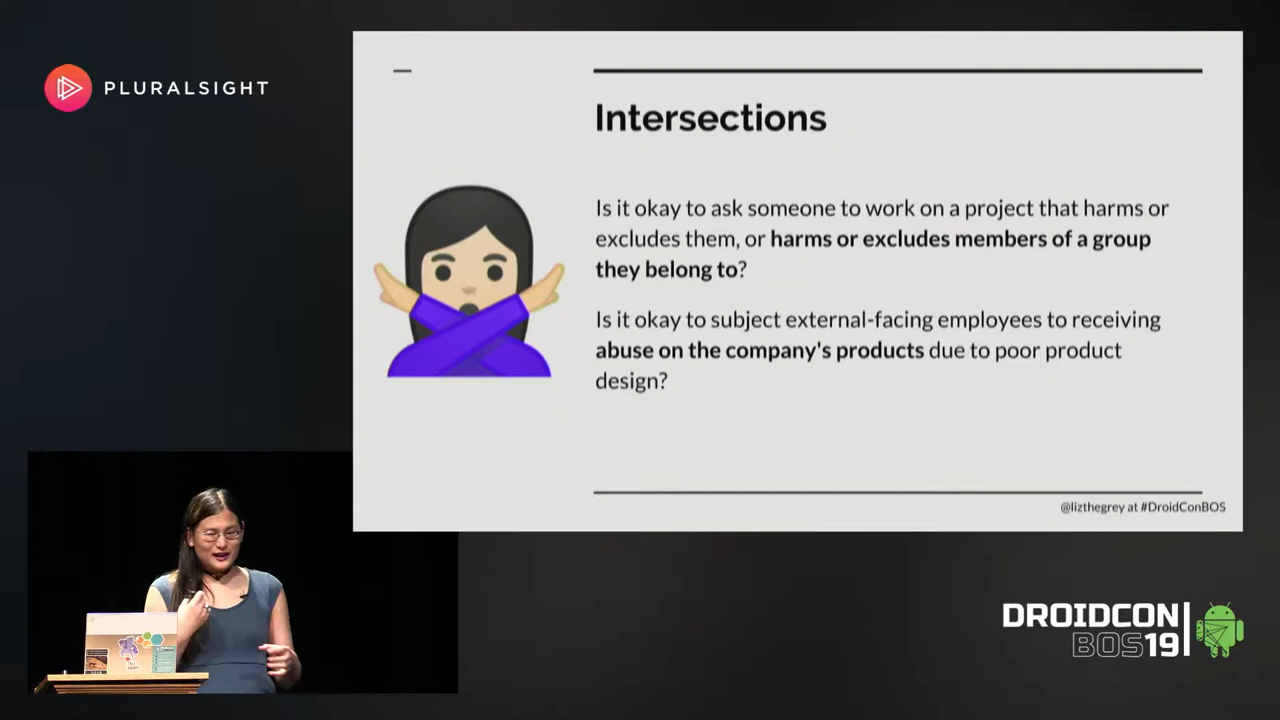 PLURALSIGHT
Intersections
Is it okay to ask someone to work on a project that harms or
excludes them, or harms or excludes members of a group
they belong to?
Is it okay to subject external-facing employees to receiving
abuse on the company's products due to poor product
design?
@lizthegrey at #DroidConBOS
DROIDCON
BOS19